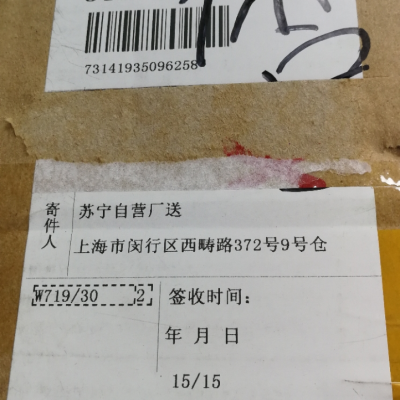 73141935096258
寄件人
苏宁自营厂送
上海市闵行区西畴路372号9号仓
W719/30 2
签收时间：
年 月 日
15/15